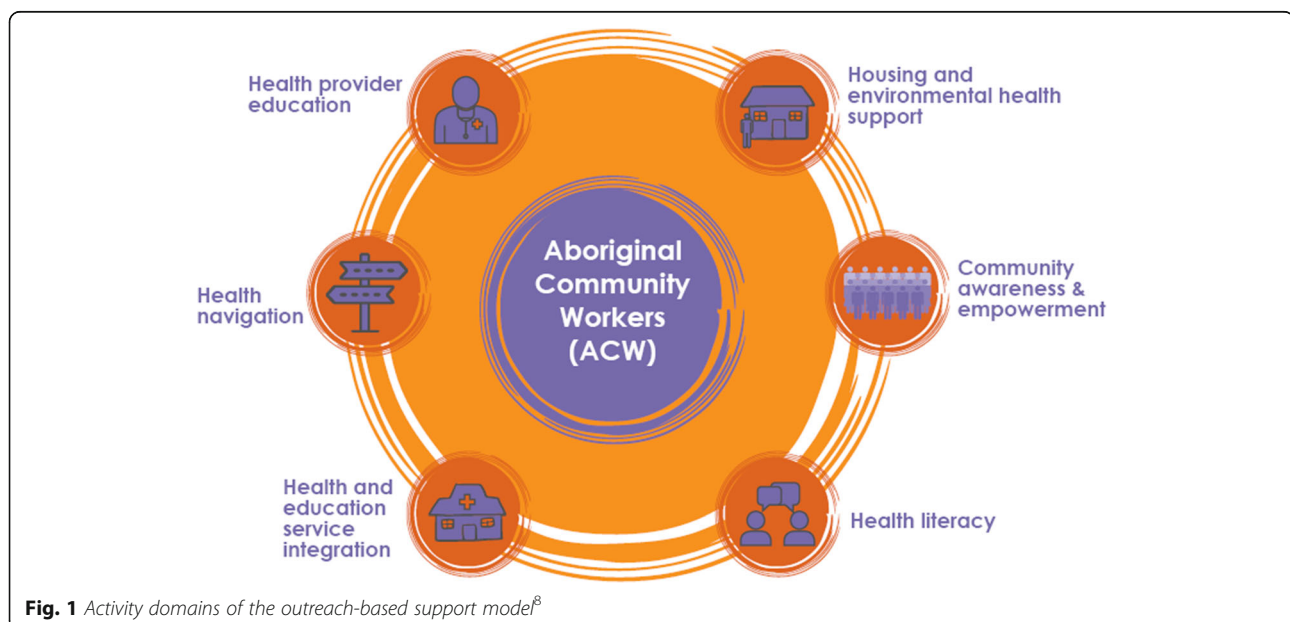 Health provider
education
Housing and
environmental health
support
Aboriginal
Community
Workers
(ACW)
Health
navigation
Community
awareness &
empowerment
Health and
education
service
integration
Health literacy
Fig. 1 Activity domains of the outreach-based support model8